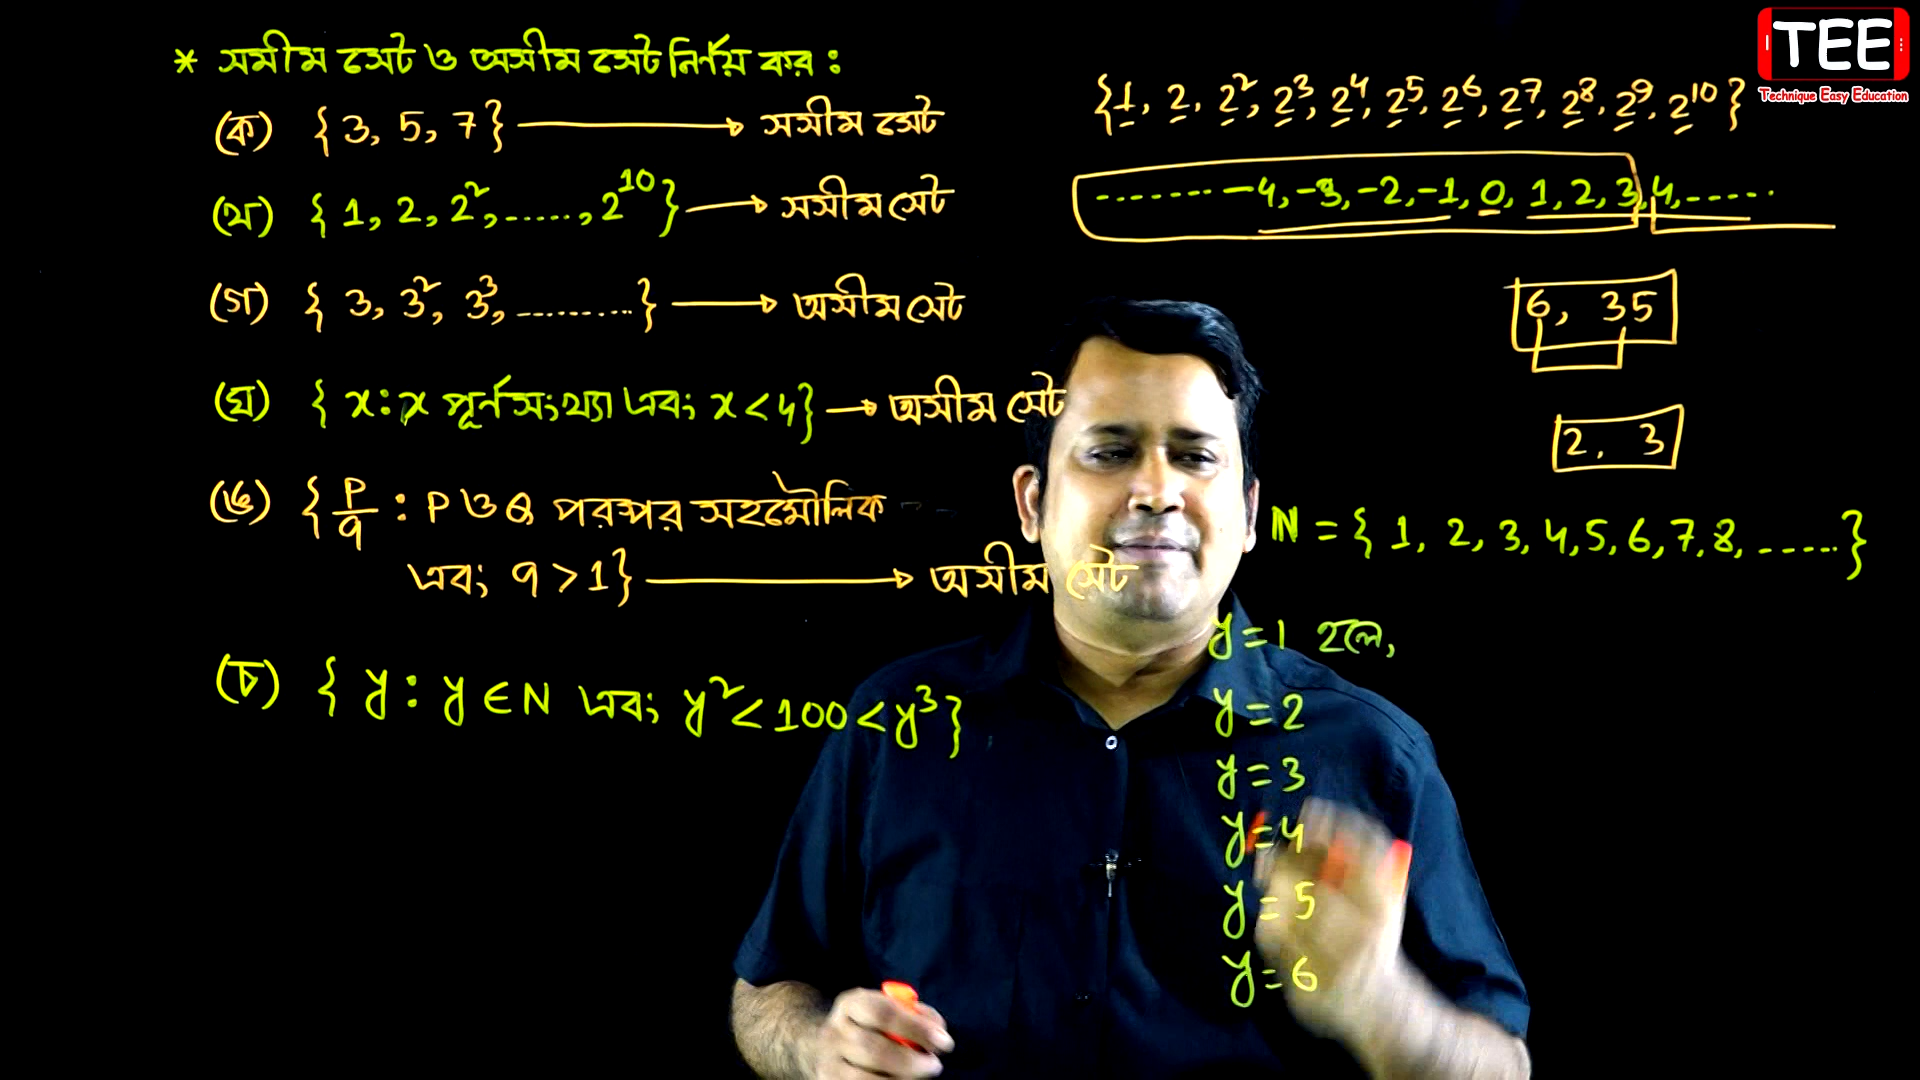 * সসীম সেট ও অসীম সেট নির্ণয় কর :
(ক) {3, 5, 7} → সসীম সেট
(খ) {1, 2, 2², ....., 2¹⁰} → সসীম সেট
(গ) {3, 3², 3³, ..........} → অসীম সেট
(ঘ) {x : x পূর্নসংখ্যা এবং x < 4} → অসীম সেট
(ঙ) {P/q : P ও Q পরস্পর সহমৌলিক
এবং q > 1} → অসীম সেট
(চ) {y : y ∈ N এবং y² < 100 < y³}
TEE
Technique Easy Education
{1, 2, 2², 2³, 2⁴, 2⁵, 2⁶, 2⁷, 2⁸, 2⁹, 2¹⁰}
........ -4, -3, -2, -1, 0, 1, 2, 3, 4, ......
6, 35
2, 3
N = {1, 2, 3, 4, 5, 6, 7, 8, ......}
y = 1 হলে,
y = 2
y = 3
y = 4
y = 5
y = 6